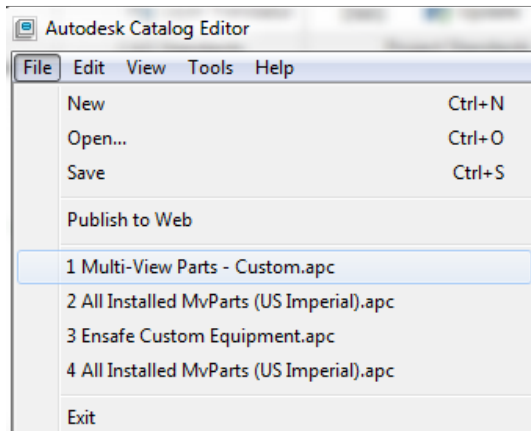 Autodesk Catalog Editor
File Edit View Tools Help
New Ctrl+N
Open... Ctrl+O
Save Ctrl+S
Publish to Web
1 Multi-View Parts - Custom.apc
2 All Installed MvParts (US Imperial).apc
3 Ensafe Custom Equipment.apc
4 All Installed MvParts (US Imperial).apc
Exit